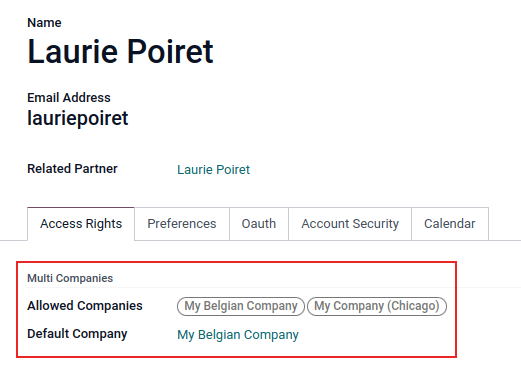 Name
Laurie Poiret
Email Address
lauriepoiret
Related Partner Laurie Poiret
Access Rights Preferences Oauth Account Security Calendar
Multi Companies
Allowed Companies My Belgian Company My Company (Chicago)
Default Company My Belgian Company